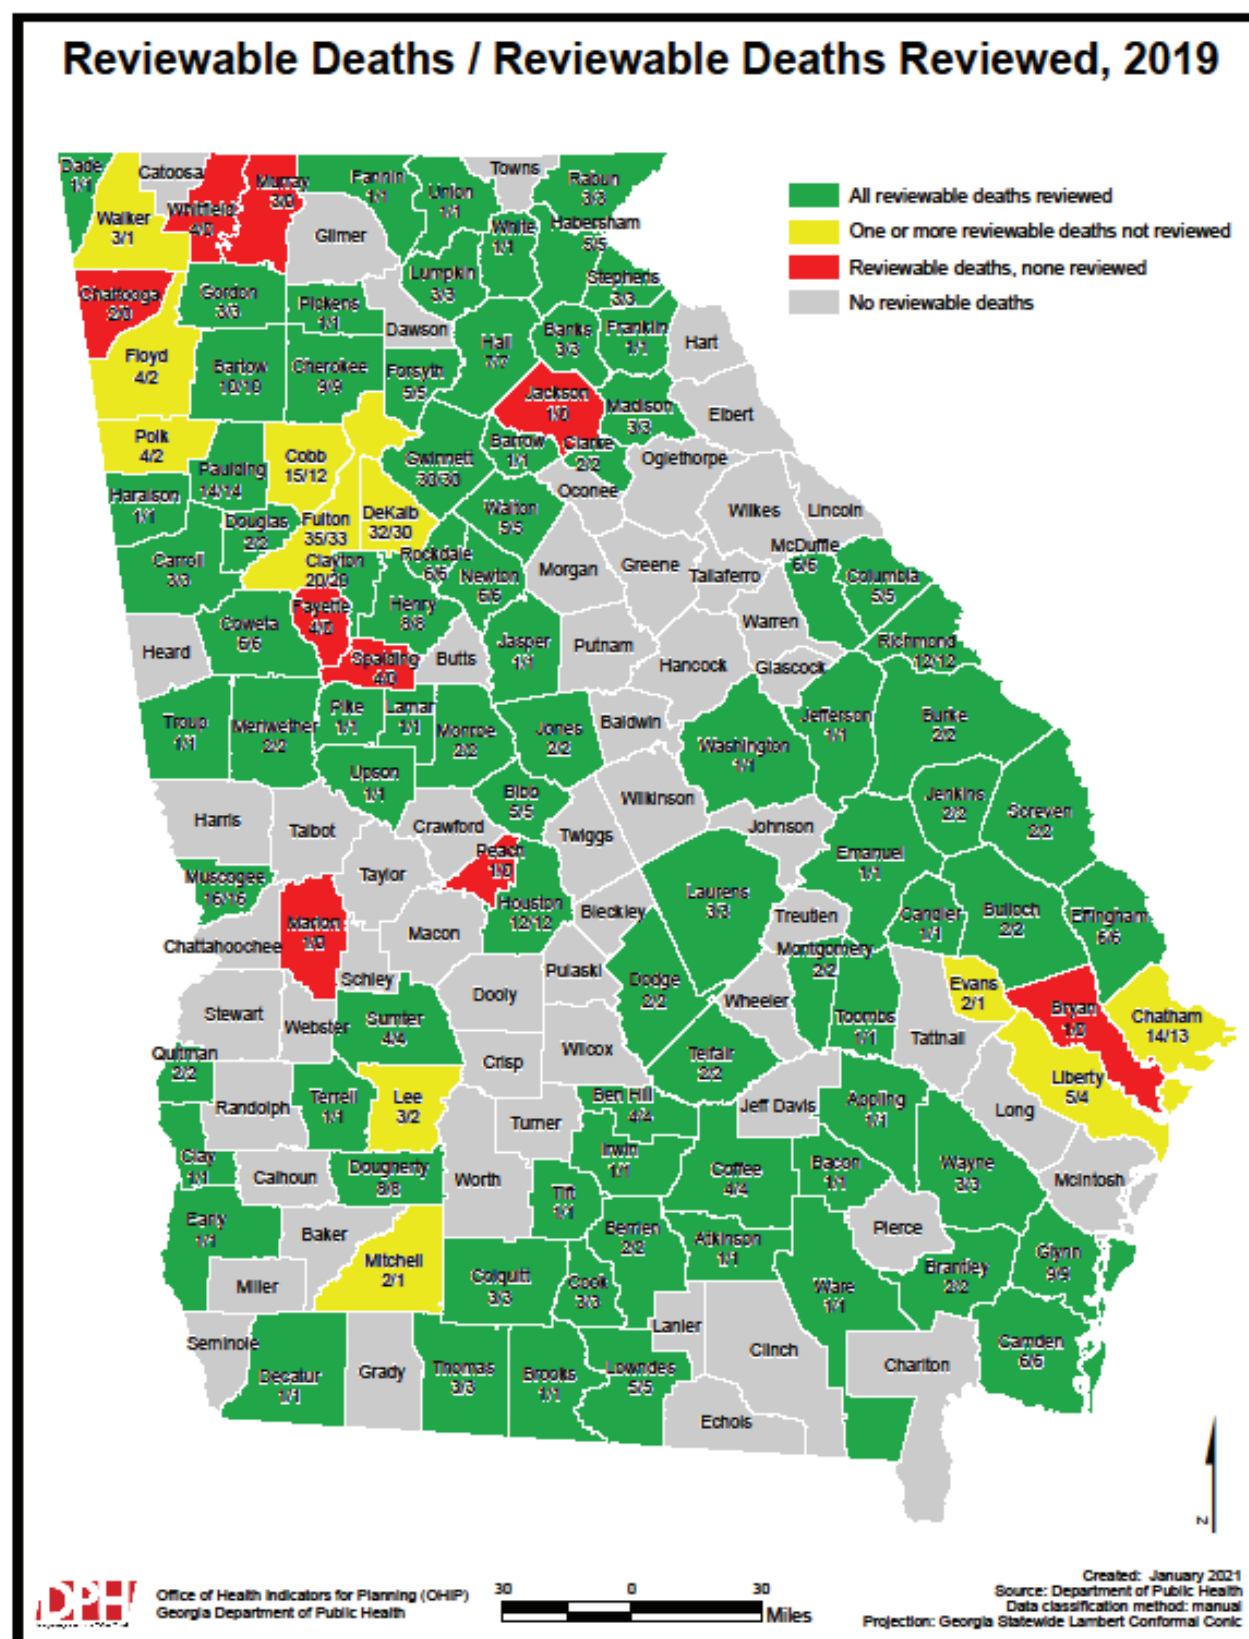 Reviewable Deaths / Reviewable Deaths Reviewed, 2019
All reviewable deaths reviewed
One or more reviewable deaths not reviewed
Reviewable deaths, none reviewed
No reviewable deaths
Dade
1/1
Catoosa
Walker
3/1
Whitfield
4/0
Murray
3/0
Fannin
1/1
Gilmer
Union
1/1
Towns
White
1/1
Rabun
3/3
Habersham
5/5
Stephens
3/3
Chattooga
2/0
Gordon
3/3
Pickens
1/1
Lumpkin
3/3
Dawson
Floyd
4/2
Bartow
10/10
Cherokee
9/9
Forsyth
5/5
Hall
7/7
Banks
3/3
Franklin
1/1
Hart
Jackson
1/0
Madison
3/3
Elbert
Polk
4/2
Paulding
14/14
Cobb
15/12
Gwinnett
30/30
Barrow
1/1
Clarke
2/2
Oglethorpe
Oconee
Haralson
1/1
Douglas
2/2
Fulton
35/33
DeKalb
32/30
Walton
5/5
Wilkes
Lincoln
Carroll
3/3
Clayton
20/20
Rockdale
6/6
Newton
6/6
Morgan
Greene
Taliaferro
McDuffie
6/6
Columbia
5/5
Heard
Coweta
6/6
Fayette
4/0
Henry
8/8
Spalding
4/0
Butts
Jasper
1/1
Putnam
Hancock
Warren
Glascock
Richmond
12/12
Troup
1/1
Meriwether
2/2
Pike
1/1
Lamar
1/1
Monroe
2/2
Jones
2/2
Baldwin
Washington
1/1
Jefferson
1/1
Burke
2/2
Upson
1/1
Bibb
5/5
Wilkinson
Jenkins
2/2
Screven
2/2
Harris
Talbot
Crawford
Twiggs
Johnson
Peach
1/0
Taylor
Muscogee
16/16
Houston
12/12
Bleckley
Laurens
3/3
Emanuel
1/1
Treutlen
Candler
1/1
Bulloch
2/2
Effingham
6/6
Chattahoochee
Marion
1/0
Macon
Schley
Pulaski
Dodge
2/2
Montgomery
2/2
Wheeler
Toombs
1/1
Tattnall
Evans
2/1
Bryan
1/0
Chatham
14/13
Stewart
Webster
Sumter
4/4
Dooly
Crisp
Wilcox
Telfair
2/2
Liberty
5/4
Quitman
2/2
Randolph
Terrell
1/1
Lee
3/2
Turner
Ben Hill
4/4
Jeff Davis
Appling
1/1
Long
Clay
1/1
Calhoun
Dougherty
8/8
Worth
Irwin
1/1
Coffee
4/4
Bacon
1/1
Wayne
3/3
McIntosh
Early
1/1
Baker
Mitchell
2/1
Tift
1/1
Berrien
2/2
Atkinson
1/1
Pierce
Miller
Colquitt
3/3
Cook
3/3
Ware
1/1
Brantley
2/2
Glynn
9/9
Seminole
Decatur
1/1
Grady
Thomas
3/3
Brooks
1/1
Lowndes
5/5
Lanier
Clinch
Echols
Charlton
Camden
6/6
N
DPH
Office of Health Indicators for Planning (OHIP)
Georgia Department of Public Health
30 0 30
Miles
Created: January 2021
Source: Department of Public Health
Data classification method: manual
Projection: Georgia Statewide Lambert Conformal Conic